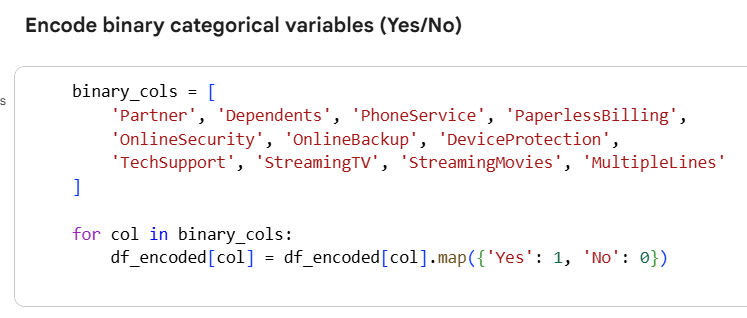 Encode binary categorical variables (Yes/No)
s
binary_cols = [
'Partner', 'Dependents', 'PhoneService', 'PaperlessBilling',
'OnlineSecurity', 'OnlineBackup', 'DeviceProtection',
'TechSupport', 'StreamingTV', 'StreamingMovies', 'MultipleLines'
]
for col in binary_cols:
df_encoded[col] = df_encoded[col].map({'Yes': 1, 'No': 0})